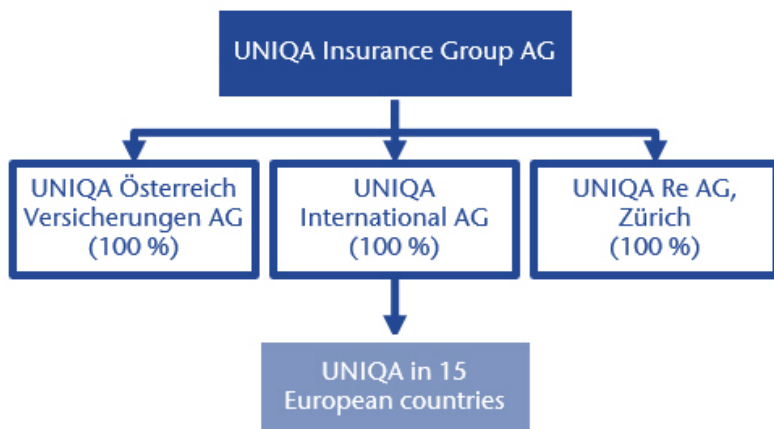 UNIQA Insurance Group AG
UNIQA Österreich
Versicherungen AG
(100 %)
UNIQA
International AG
(100 %)
UNIQA Re AG,
Zürich
(100 %)
UNIQA in 15
European countries